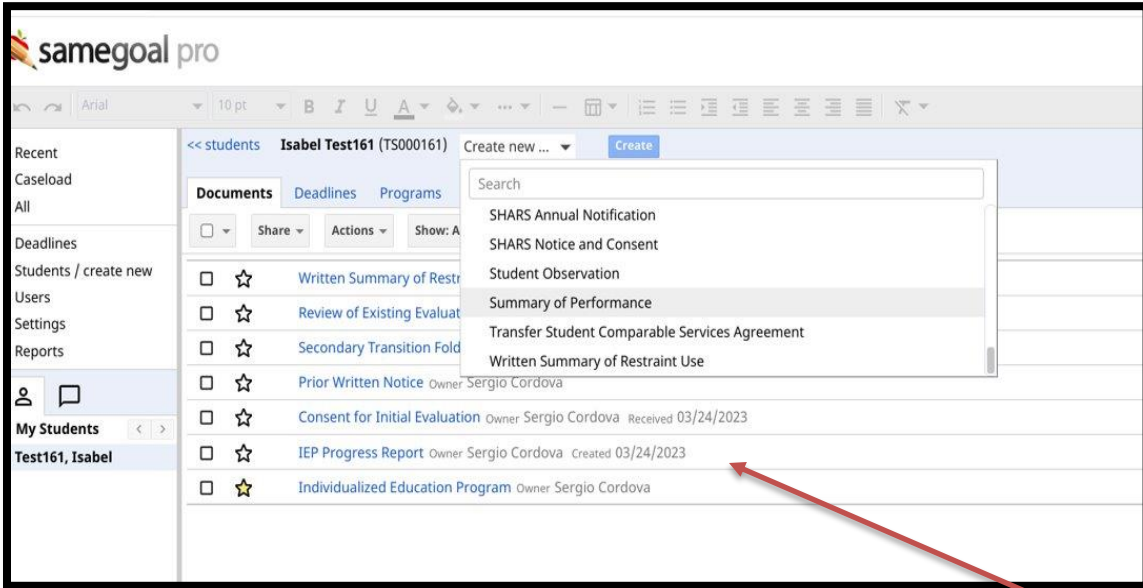 samegoal pro
Arial 10 pt B I U A ...
Recent
Caseload
All
Deadlines
Students / create new
Users
Settings
Reports
My Students < >
Test161, Isabel
<< students Isabel Test161 (TS000161) Create new ... Create
Documents Deadlines Programs
Share Actions Show: A
Search
SHARS Annual Notification
SHARS Notice and Consent
Student Observation
Summary of Performance
Transfer Student Comparable Services Agreement
Written Summary of Restraint Use
Written Summary of Restr
Review of Existing Evaluat
Secondary Transition Fold
Prior Written Notice Owner Sergio Cordova
Consent for Initial Evaluation Owner Sergio Cordova Received 03/24/2023
IEP Progress Report Owner Sergio Cordova Created 03/24/2023
Individualized Education Program Owner Sergio Cordova